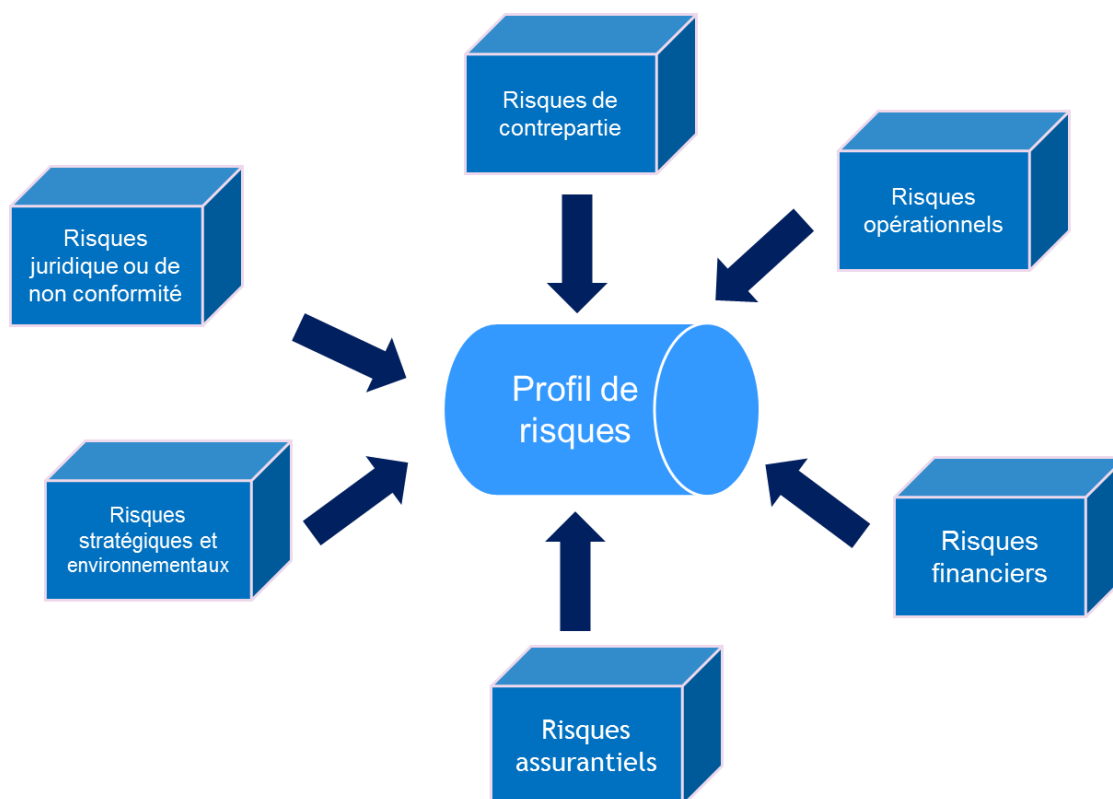 Risques de
contrepartie
Risques
opérationnels
Risques
juridique ou de
non conformité
Profil de
risques
Risques
stratégiques et
environnementaux
Risques
financiers
Risques
assurantiels